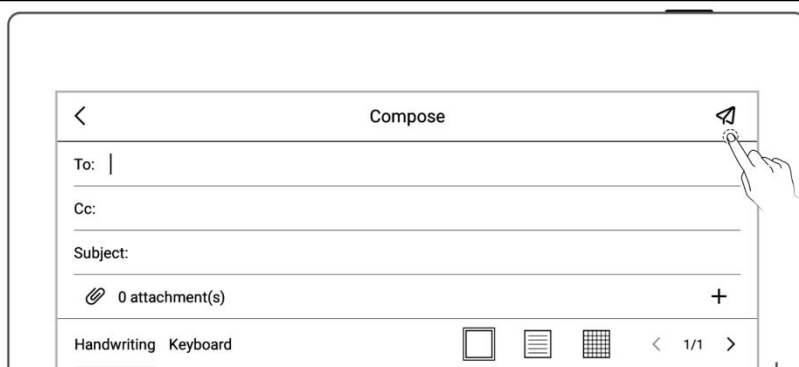 Compose
To:
Cc:
Subject:
0 attachment(s)
Handwriting Keyboard 1/1